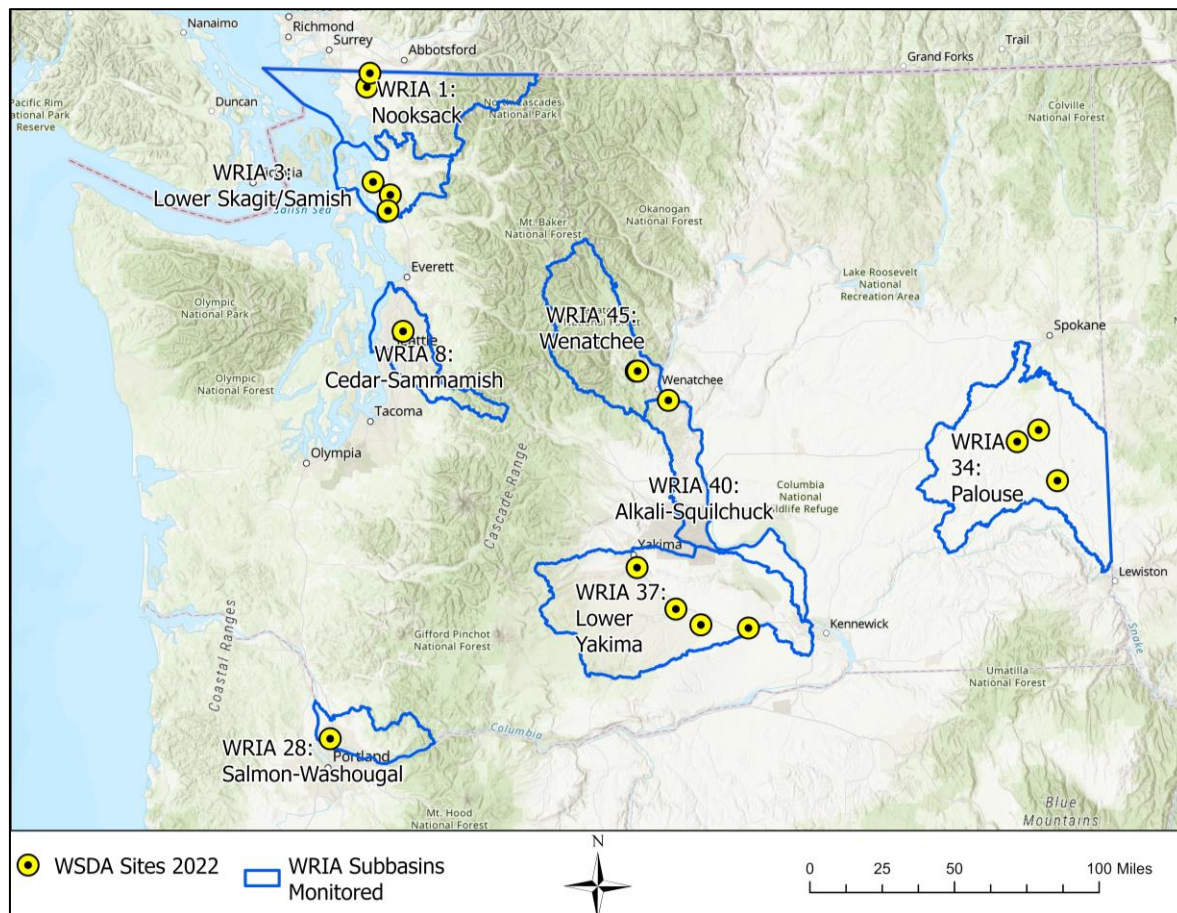 Nanaimo
Richmond
Surrey
Abbotsford
Trail
Grand Forks
Pacific Rim
National Park
Reserve
Duncan
WRIA 1:
Nooksack
North Cascades
National Park
Colville
National Forest
WRIA 3:
Lower Skagit/Samish
Salish Sea
Okanogan
National Forest
Mt. Baker
National Forest
Everett
Lake Roosevelt
National
Recreation Area
Olympic
National Park
WRIA 45:
Wenatchee
Spokane
WRIA 8:
Cedar-Sammamish
Olympic
National Forest
Wenatchee
Tacoma
Olympia
WRIA
34:
Palouse
Cascade Range
WRIA 40:
Alkali-Squilchuck
Columbia
National
Wildlife Refuge
Yakima
Lewiston
WRIA 37:
Lower
Yakima
Kennewick
Gifford Pinchot
National Forest
Coastal Ranges
Snake
Umatilla
National Forest
Columbia
WRIA 28:
Salmon-Washougal
Portland
Mt. Hood
National Forest
Blue
Mountains
WSDA Sites 2022
WRIA Subbasins
Monitored
N
0 25 50 100 Miles